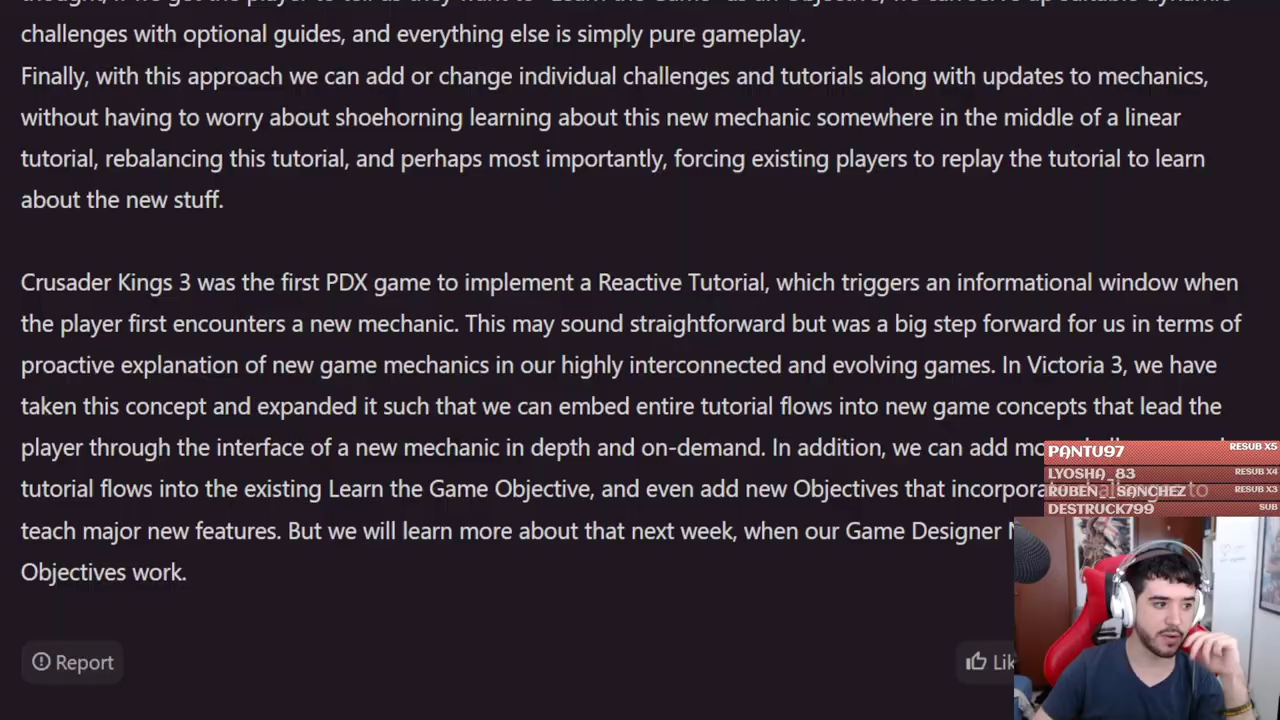 challenges with optional guides, and everything else is simply pure gameplay.
Finally, with this approach we can add or change individual challenges and tutorials along with updates to mechanics,
without having to worry about shoehorning learning about this new mechanic somewhere in the middle of a linear
tutorial, rebalancing this tutorial, and perhaps most importantly, forcing existing players to replay the tutorial to learn
about the new stuff.
Crusader Kings 3 was the first PDX game to implement a Reactive Tutorial, which triggers an informational window when
the player first encounters a new mechanic. This may sound straightforward but was a big step forward for us in terms of
proactive explanation of new game mechanics in our highly interconnected and evolving games. In Victoria 3, we have
taken this concept and expanded it such that we can embed entire tutorial flows into new game concepts that lead the
player through the interface of a new mechanic in depth and on-demand. In addition, we can add
tutorial flows into the existing Learn the Game Objective, and even add new Objectives that to
teach major new features. But we will learn more about that next week, when our Game Designer
Objectives work.
PANTU97 RESUB X5
LYOSHA_83 RESUB X4
RUBEN_SANCHEZ RESUB X3
DESTRUCK799 SUB
Report